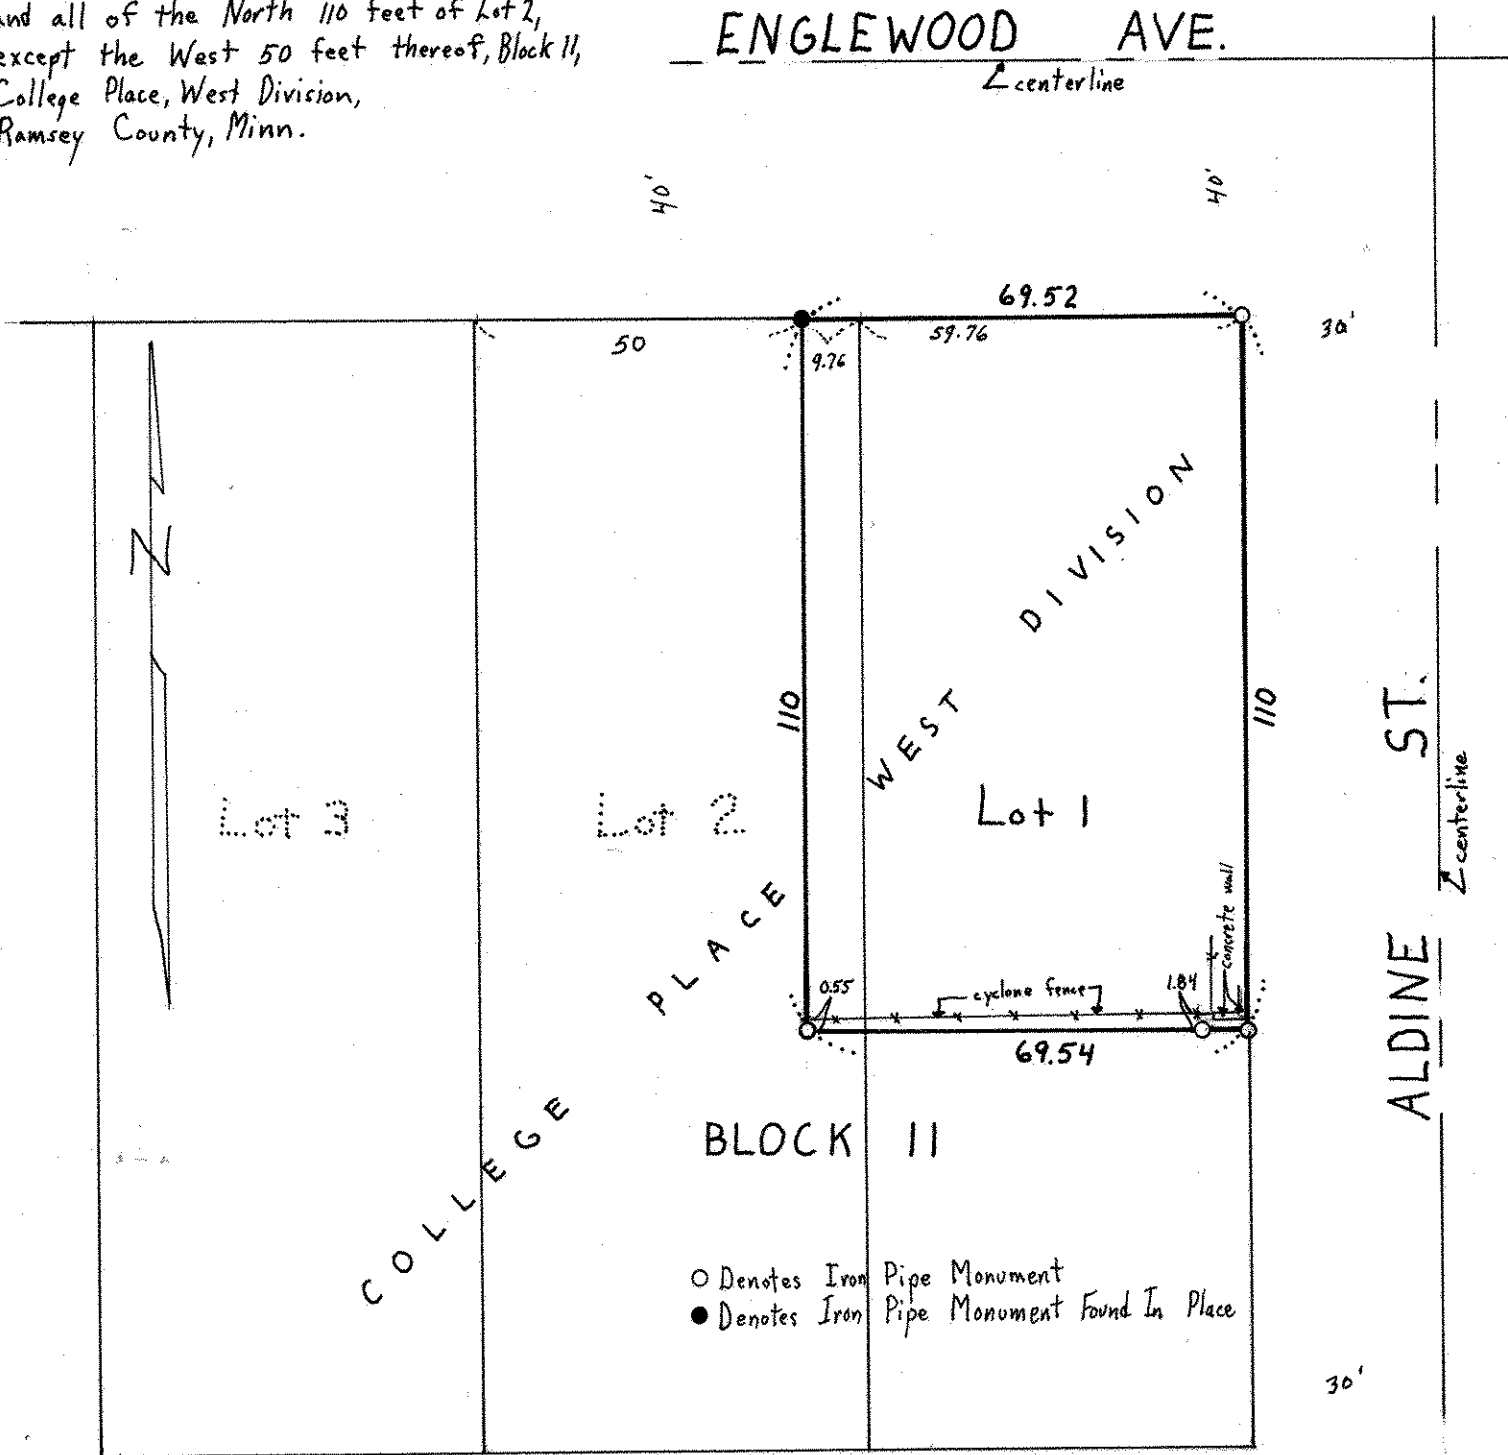 and all of the North 110 feet of Lot 2,
except the West 50 feet thereof, Block 11,
College Place, West Division,
Ramsey County, Minn.
ENGLEWOOD AVE.
centerline
40'
40'
69.52
30'
50
9.76
59.76
N
WEST DIVISION
110
110
ST.
Lot 3
Lot 2
Lot 1
centerline
concrete wall
COLLEGE PLACE
0.55
cyclone fence
1.84
69.54
ALDINE
BLOCK 11
Denotes Iron Pipe Monument
Denotes Iron Pipe Monument Found In Place
30'